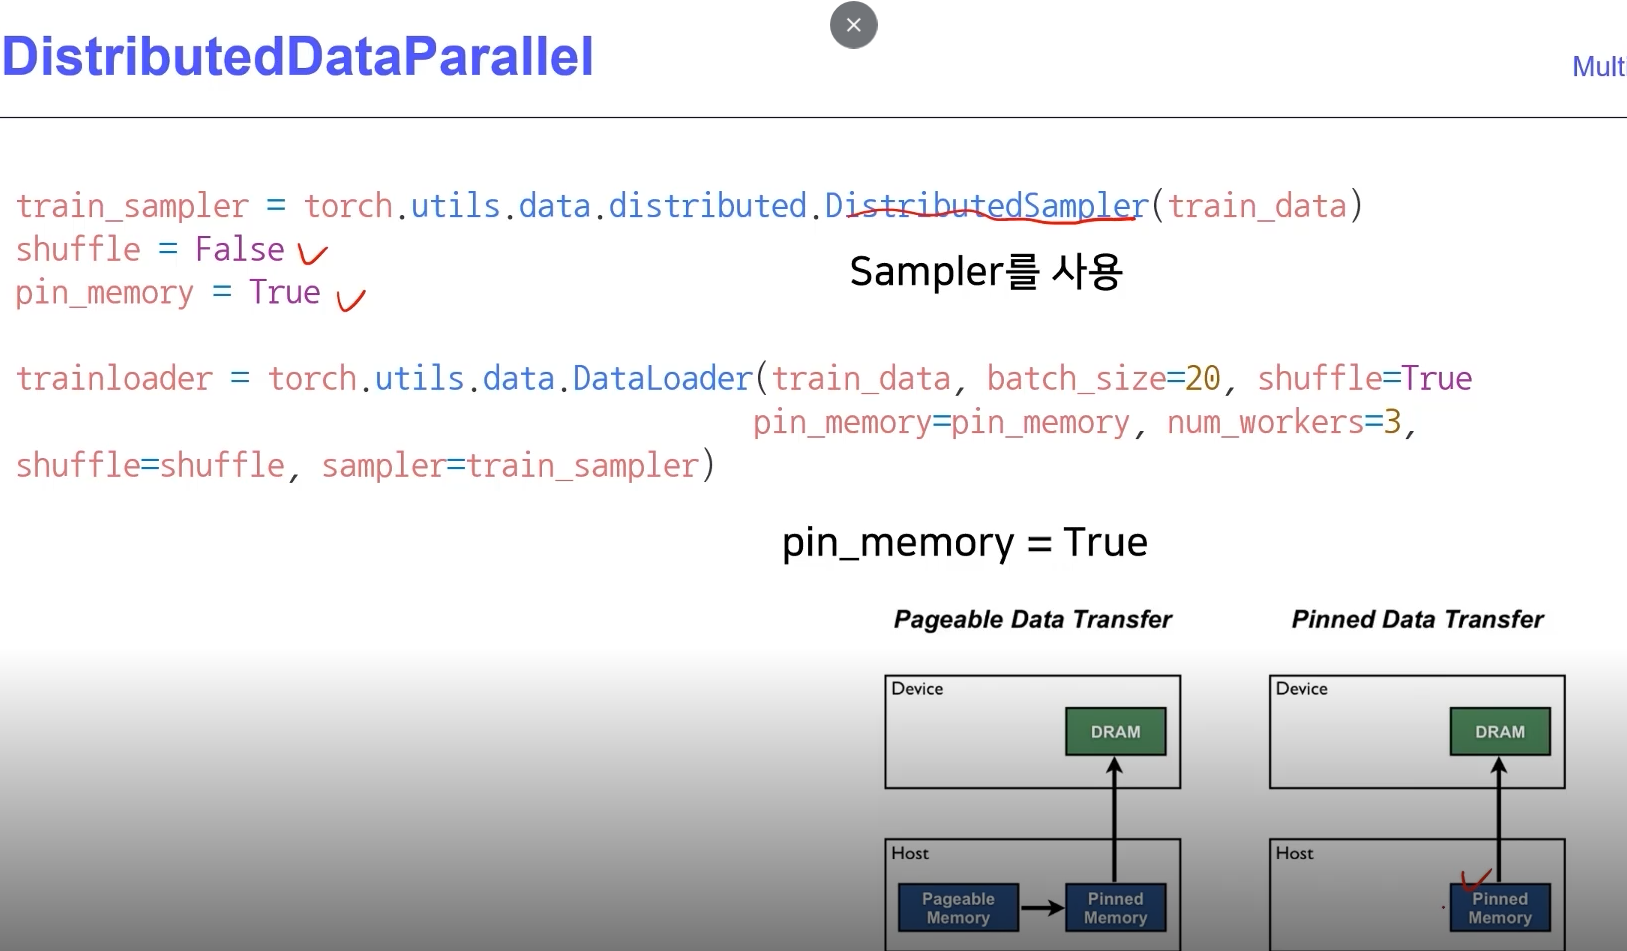 DistributedDataParallel
Mult
train_sampler = torch.utils.data.distributed.DistributedSampler(train_data)
shuffle = False
pin_memory = True
Sampler를 사용
trainloader = torch.utils.data.DataLoader(train_data, batch_size=20, shuffle=True
pin_memory=pin_memory, num_workers=3,
shuffle=shuffle, sampler=train_sampler)
pin_memory = True
Pageable Data Transfer
Pinned Data Transfer
Device
DRAM
Device
DRAM
Host
Pageable
Memory
Pinned
Memory
Host
Pinned
Memory